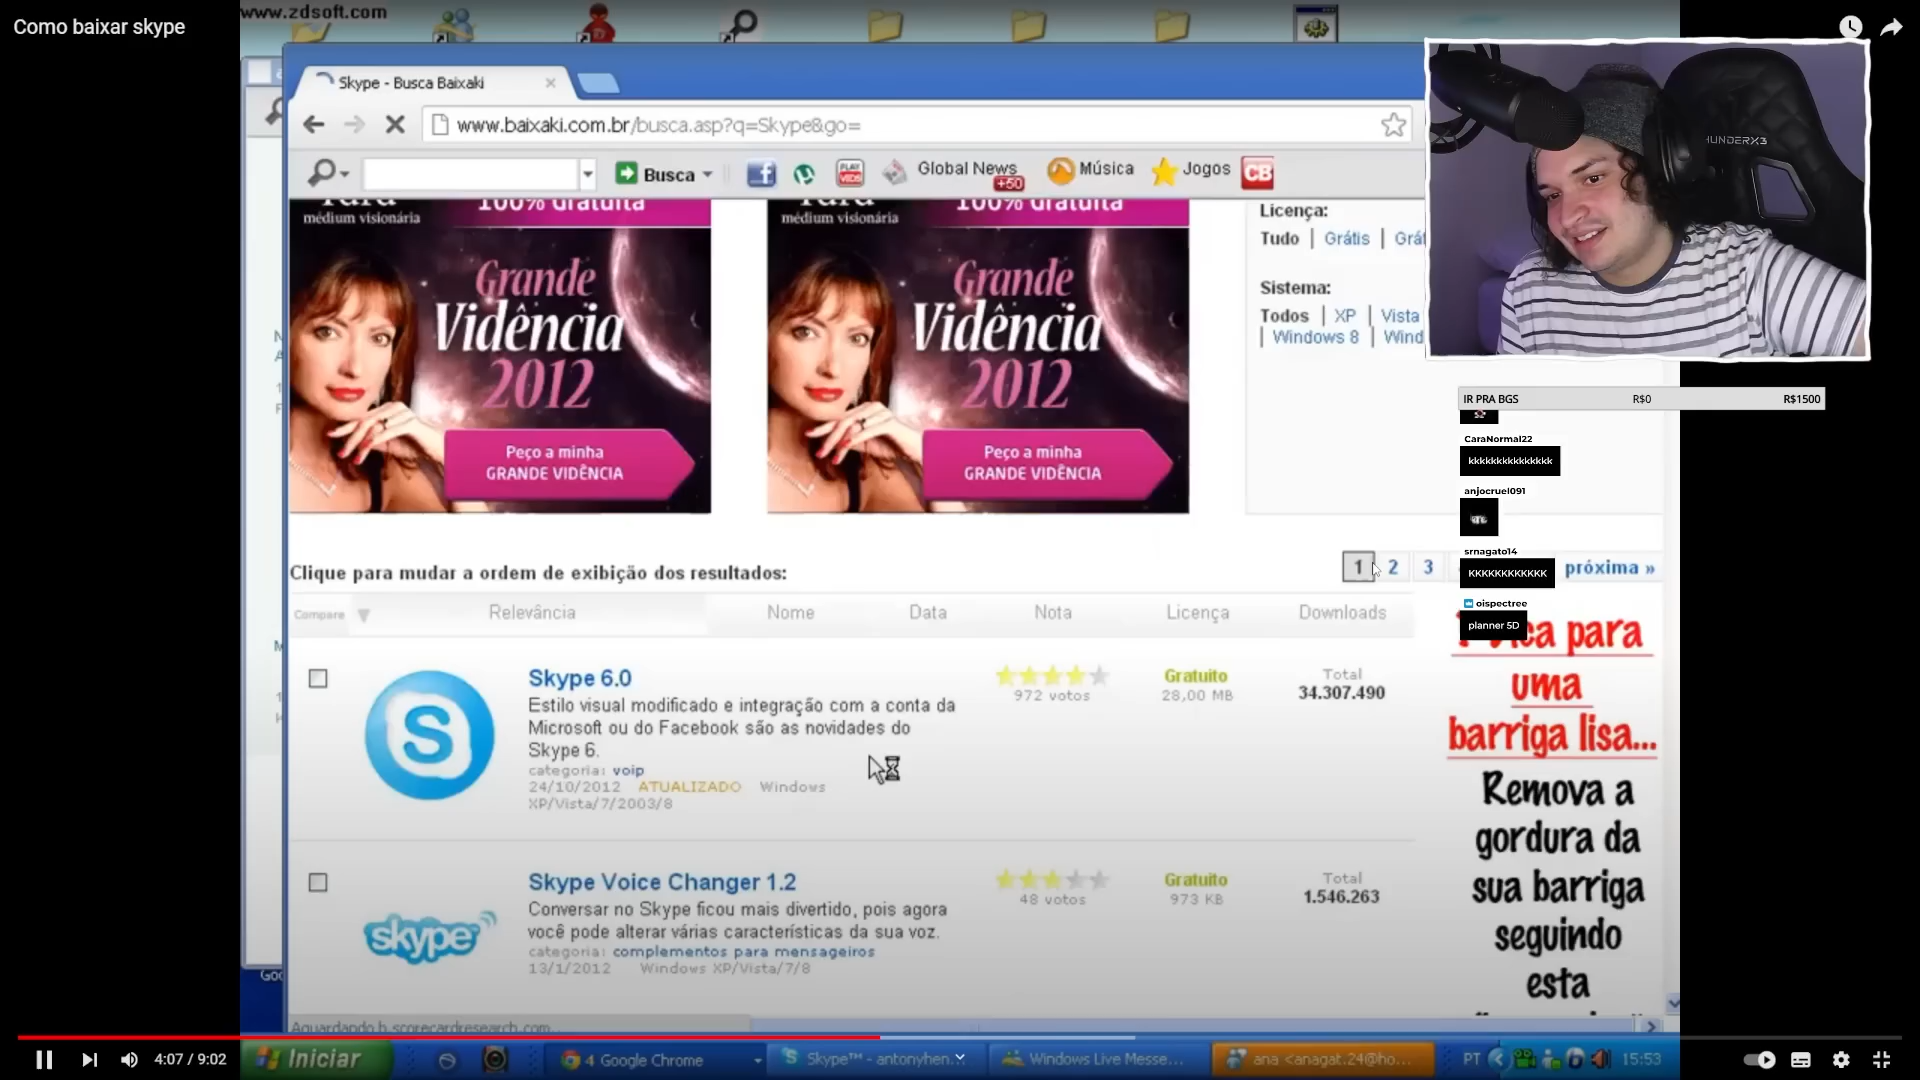 www.zdsoft.com
Como baixar skype
Skype - Busca Baixaki
www.baixaki.com.br/busca.asp?q=Skype&go=
Busca
PLAY
Global News
+50
Música
Jogos
CB
médium visionária
100% Gratuita
Grande
Vidência
2012
Peço a minha
GRANDE VIDÊNCIA
médium visionária
100% Gratuita
Grande
Vidência
2012
Peço a minha
GRANDE VIDÊNCIA
Licença:
Tudo | Grátis | Grát
Sistema:
Todos | XP | Vista
| Windows 8 | Wind
HUNDERX3
IR PRA BGS R$0 R$1500
CaraNormal22
kkkkkkkkkkkkkkk
anjocruel091
srnagato14
KKKKKKKKKKKK
oispectree
planner 5D
Clique para mudar a ordem de exibição dos resultados:
1 2 3 próxima »
Compare Relevância Nome Data Nota Licença Downloads
Skype 6.0
Estilo visual modificado e integração com a conta da
Microsoft ou do Facebook são as novidades do
Skype 6.
categoria: voip
24/10/2012 ATUALIZADO Windows
XP/Vista/7/2003/8
972 votos
Gratuito
28,00 MB
Total
34.307.490
S
Skype Voice Changer 1.2
Conversar no Skype ficou mais divertido, pois agora
você pode alterar várias características da sua voz.
categoria: complementos para mensageiros
13/1/2012 Windows XP/Vista/7/8
48 votos
Gratuito
973 KB
Total
1.546.263
skype
para
uma
barriga lisa...
Remova a
gordura da
sua barriga
seguindo
esta
Goo
Aguardando b.scorecardresearch.com...
4:07 / 9:02
Iniciar
4 Google Chrome
Skype™ - antonyhen.
Windows Live Messe...
ana <anagat.24@ho...
PT
15:53